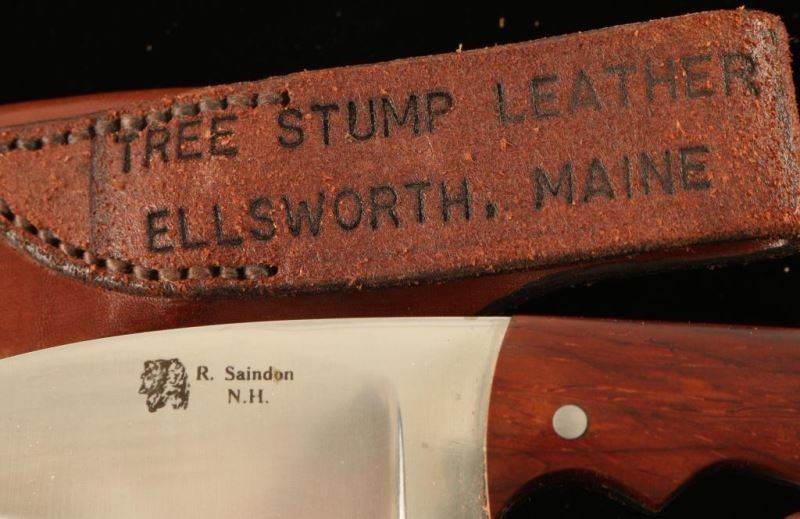 TREE STUMP LEATHER
ELLSWORTH, MAINE
R. Saindon
N.H.